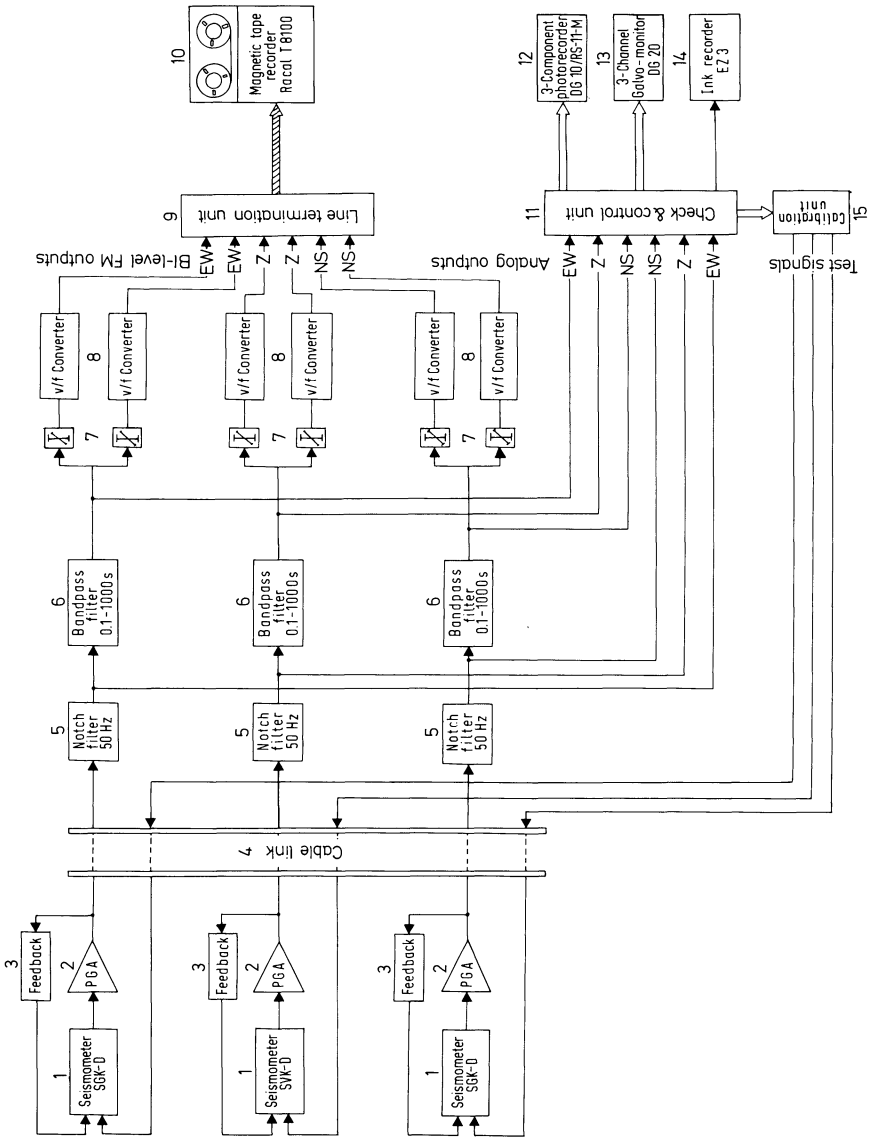 10
Magnetic tape
recorder
Racal T8100
12
3-Component
photorecorder
DG 10/RS-11-M
13
3-Channel
Galvo-monitor
DG 20
14
Ink recorder
EZ 3
9
Line termination unit
11
Check & control unit
15
Calibration
unit
BI-level FM outputs
EW
EW
Z
Z
NS
NS
Analog outputs
EW
Z
NS
NS
Z
EW
Test signals
v/f Converter
8
v/f Converter
v/f Converter
8
v/f Converter
v/f Converter
8
v/f Converter
7
7
7
6
Bandpass
filter
0.1-1000s
6
Bandpass
filter
0.1-1000s
6
Bandpass
filter
0.1-1000s
5
Notch
filter
50 Hz
5
Notch
filter
50 Hz
5
Notch
filter
50 Hz
4 Cable link
3
Feedback
2
PGA
1
Seismometer
SGK-D
3
Feedback
2
PGA
1
Seismometer
SVK-D
3
Feedback
2
PGA
1
Seismometer
SGK-D